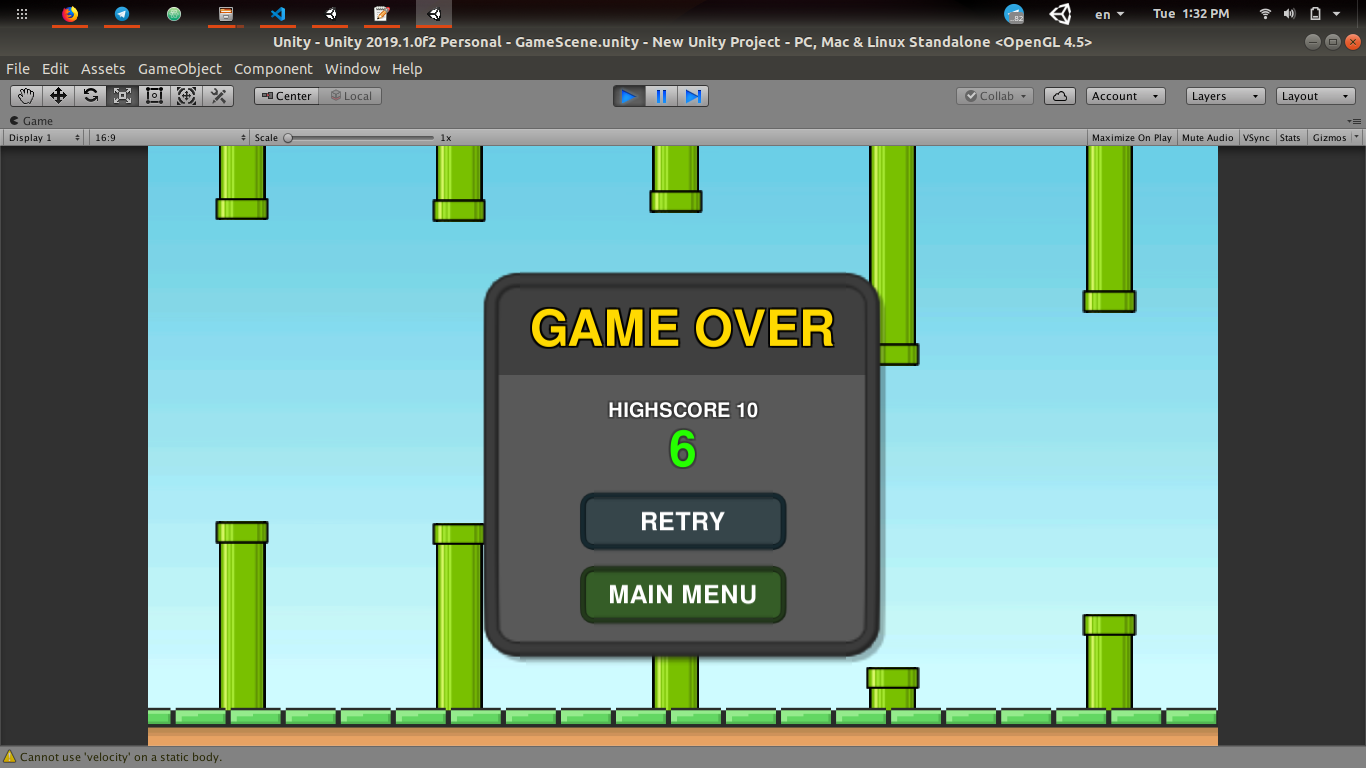 .82
en
Tue 1:32 PM
Unity - Unity 2019.1.0f2 Personal - GameScene.unity - New Unity Project - PC, Mac & Linux Standalone <OpenGL 4.5>
File Edit Assets GameObject Component Window Help
Center Local Collab Account Layers Layout
Game
Display 1 16:9 Scale 1x Maximize On Play Mute Audio VSync Stats Gizmos
GAME OVER
HIGHSCORE 10
6
RETRY
MAIN MENU
Cannot use 'velocity' on a static body.